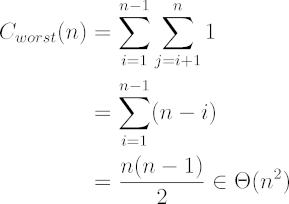 C_{worst}(n) = \sum_{i=1}^{n-1} \sum_{j=i+1}^{n} 1
= \sum_{i=1}^{n-1} (n - i)
= \frac{n(n-1)}{2} \in \Theta(n^2)